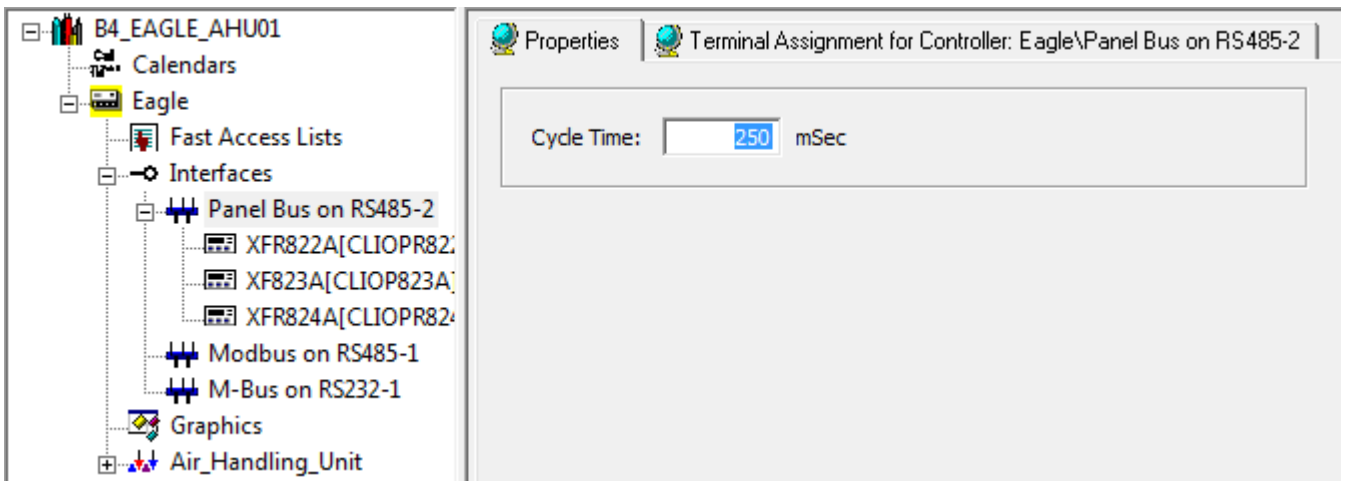 B4_EAGLE_AHU01
Calendars
Eagle
Fast Access Lists
Interfaces
Panel Bus on RS485-2
XFR822A[CLIOPR822
XF823A[CLIOP823A]
XFR824A[CLIOPR824
Modbus on RS485-1
M-Bus on RS232-1
Graphics
Air_Handling_Unit
Properties
Terminal Assignment for Controller: Eagle\Panel Bus on RS485-2
Cycle Time: 250 mSec